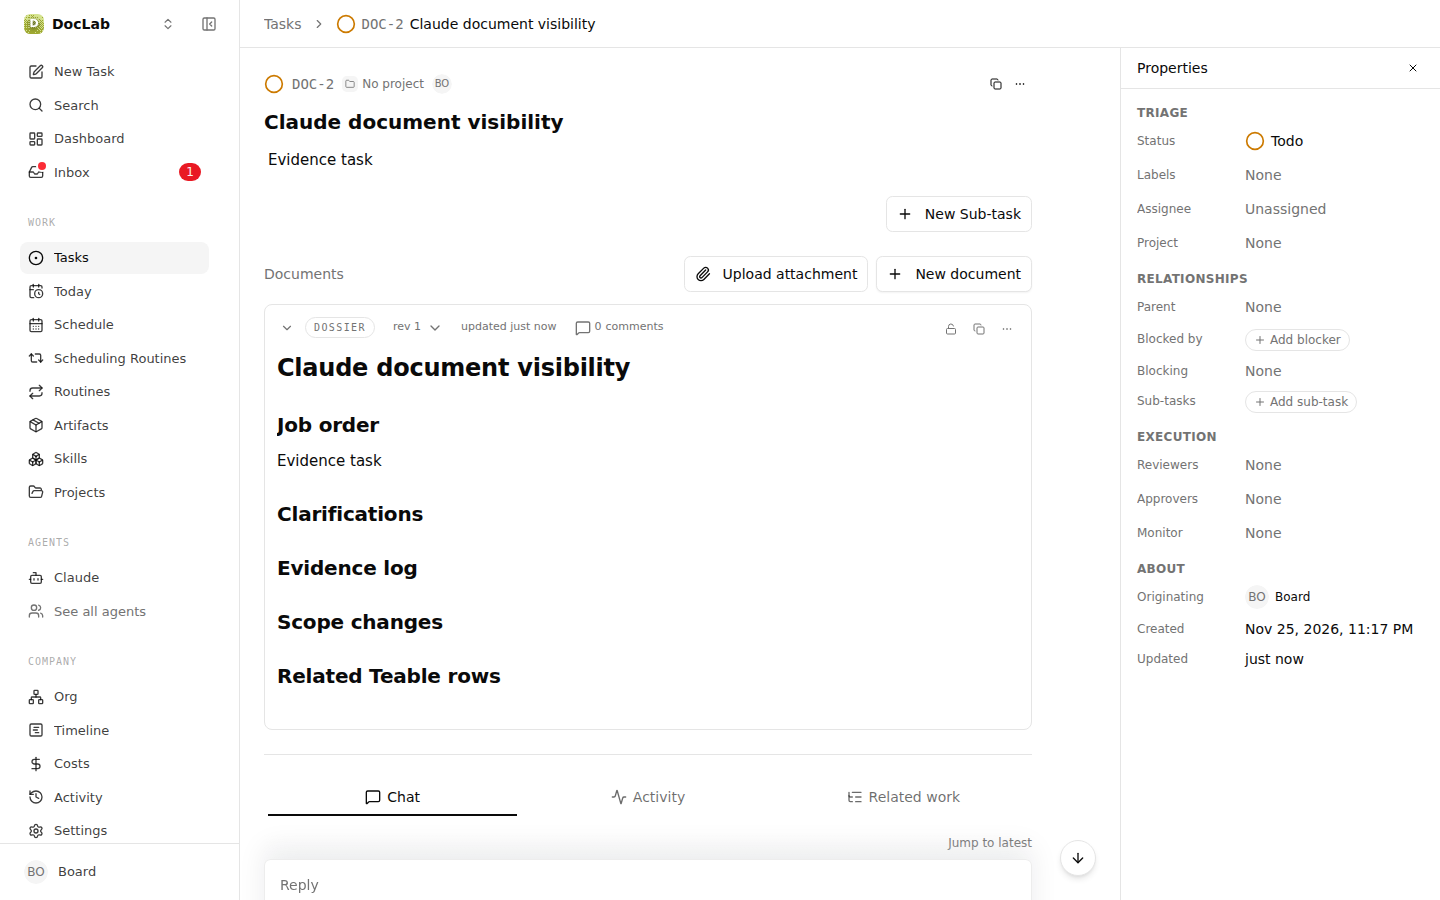 DocLab
New Task
Search
Dashboard
Inbox
1
WORK
Tasks
Today
Schedule
Scheduling Routines
Routines
Artifacts
Skills
Projects
AGENTS
Claude
See all agents
COMPANY
Org
Timeline
Costs
Activity
Settings
BO Board
Tasks > DOC-2 Claude document visibility
DOC-2 No project BO
Claude document visibility
Evidence task
New Sub-task
Documents
Upload attachment
New document
DOSSIER rev 1 updated just now 0 comments
Claude document visibility
Job order
Evidence task
Clarifications
Evidence log
Scope changes
Related Teable rows
Chat
Activity
Related work
Jump to latest
Reply
Properties
TRIAGE
Status Todo
Labels None
Assignee Unassigned
Project None
RELATIONSHIPS
Parent None
Blocked by + Add blocker
Blocking None
Sub-tasks + Add sub-task
EXECUTION
Reviewers None
Approvers None
Monitor None
ABOUT
Originating BO Board
Created Nov 25, 2026, 11:17 PM
Updated just now